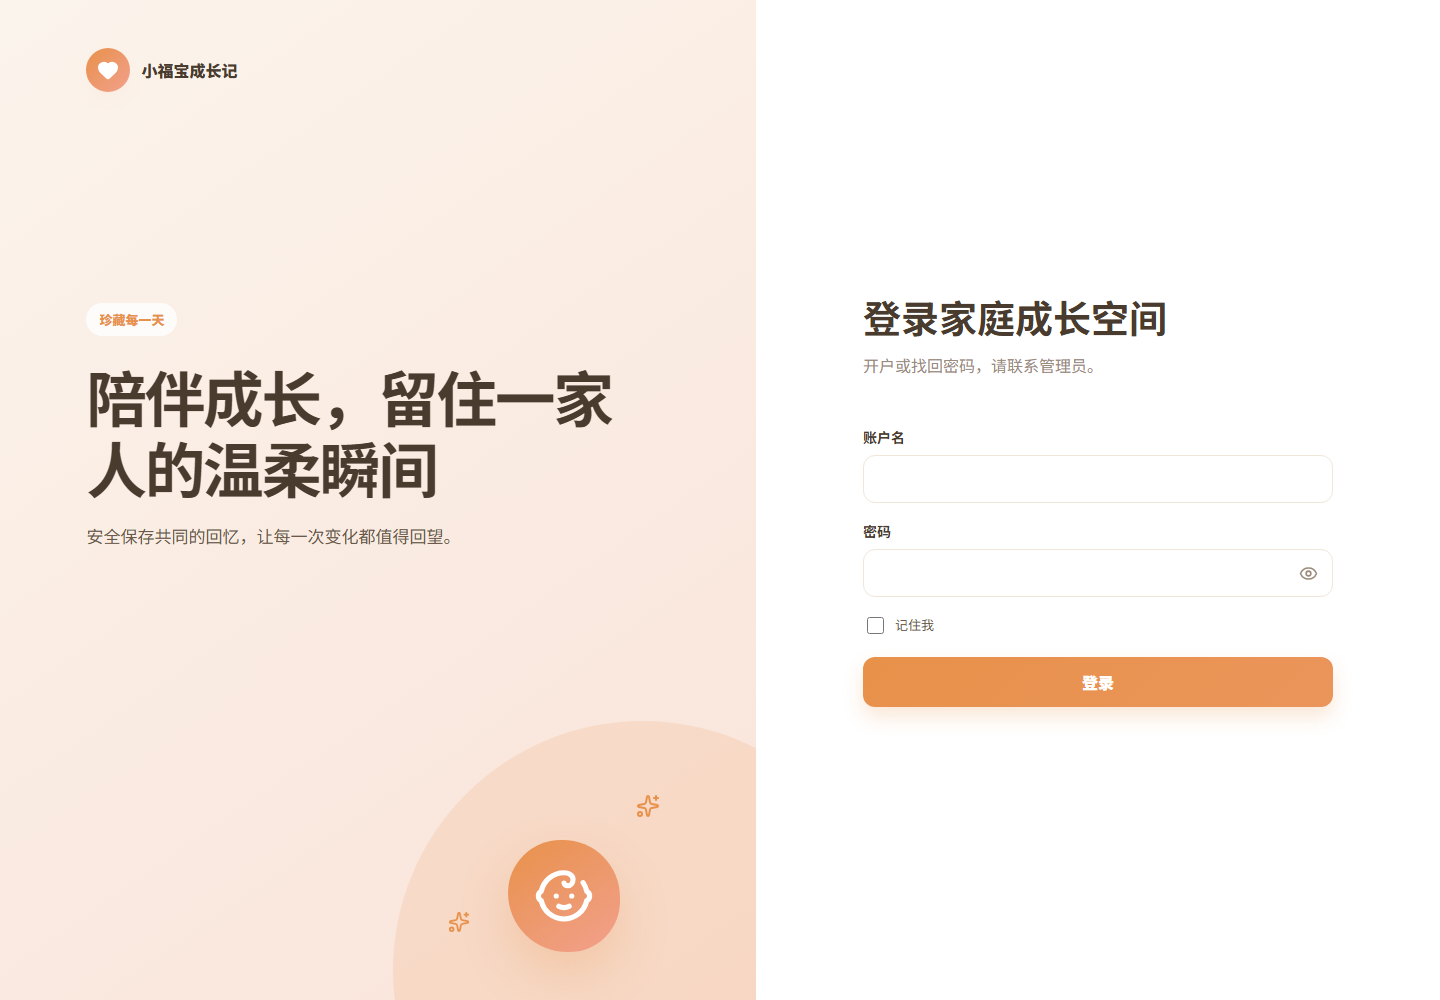 小福宝成长记
珍藏每一天
陪伴成长，留住一家
人的温柔瞬间
安全保存共同的回忆，让每一次变化都值得回望。
登录家庭成长空间
开户或找回密码，请联系管理员。
账户名
密码
记住我
登录